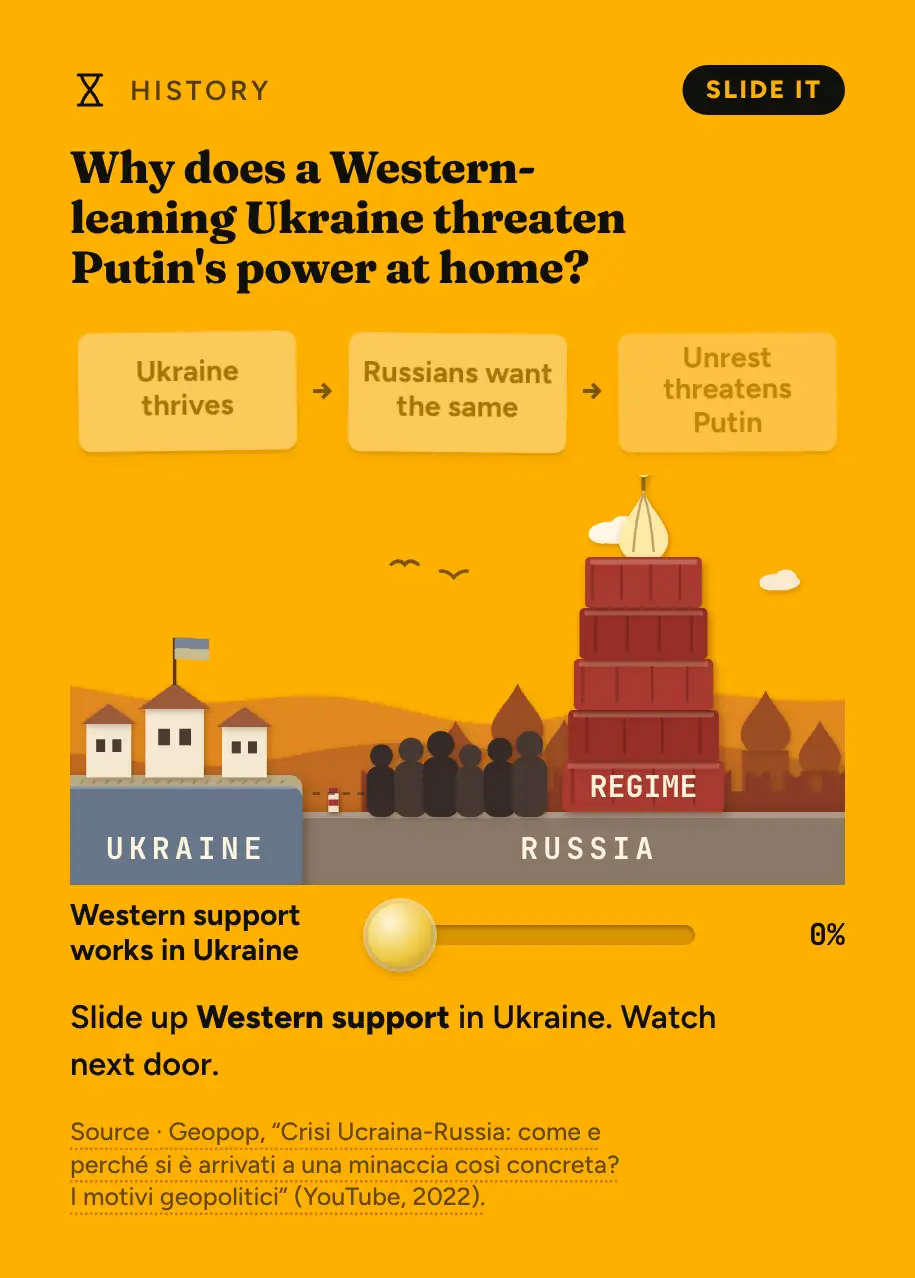 HISTORY
SLIDE IT
Why does a Western-
leaning Ukraine threaten
Putin's power at home?
Ukraine
thrives
Russians want
the same
Unrest
threatens
Putin
REGIME
UKRAINE
RUSSIA
Western support
works in Ukraine
0%
Slide up Western support in Ukraine. Watch
next door.
Source · Geopop, “Crisi Ucraina-Russia: come e
perché si è arrivati a una minaccia così concreta?
I motivi geopolitici” (YouTube, 2022).